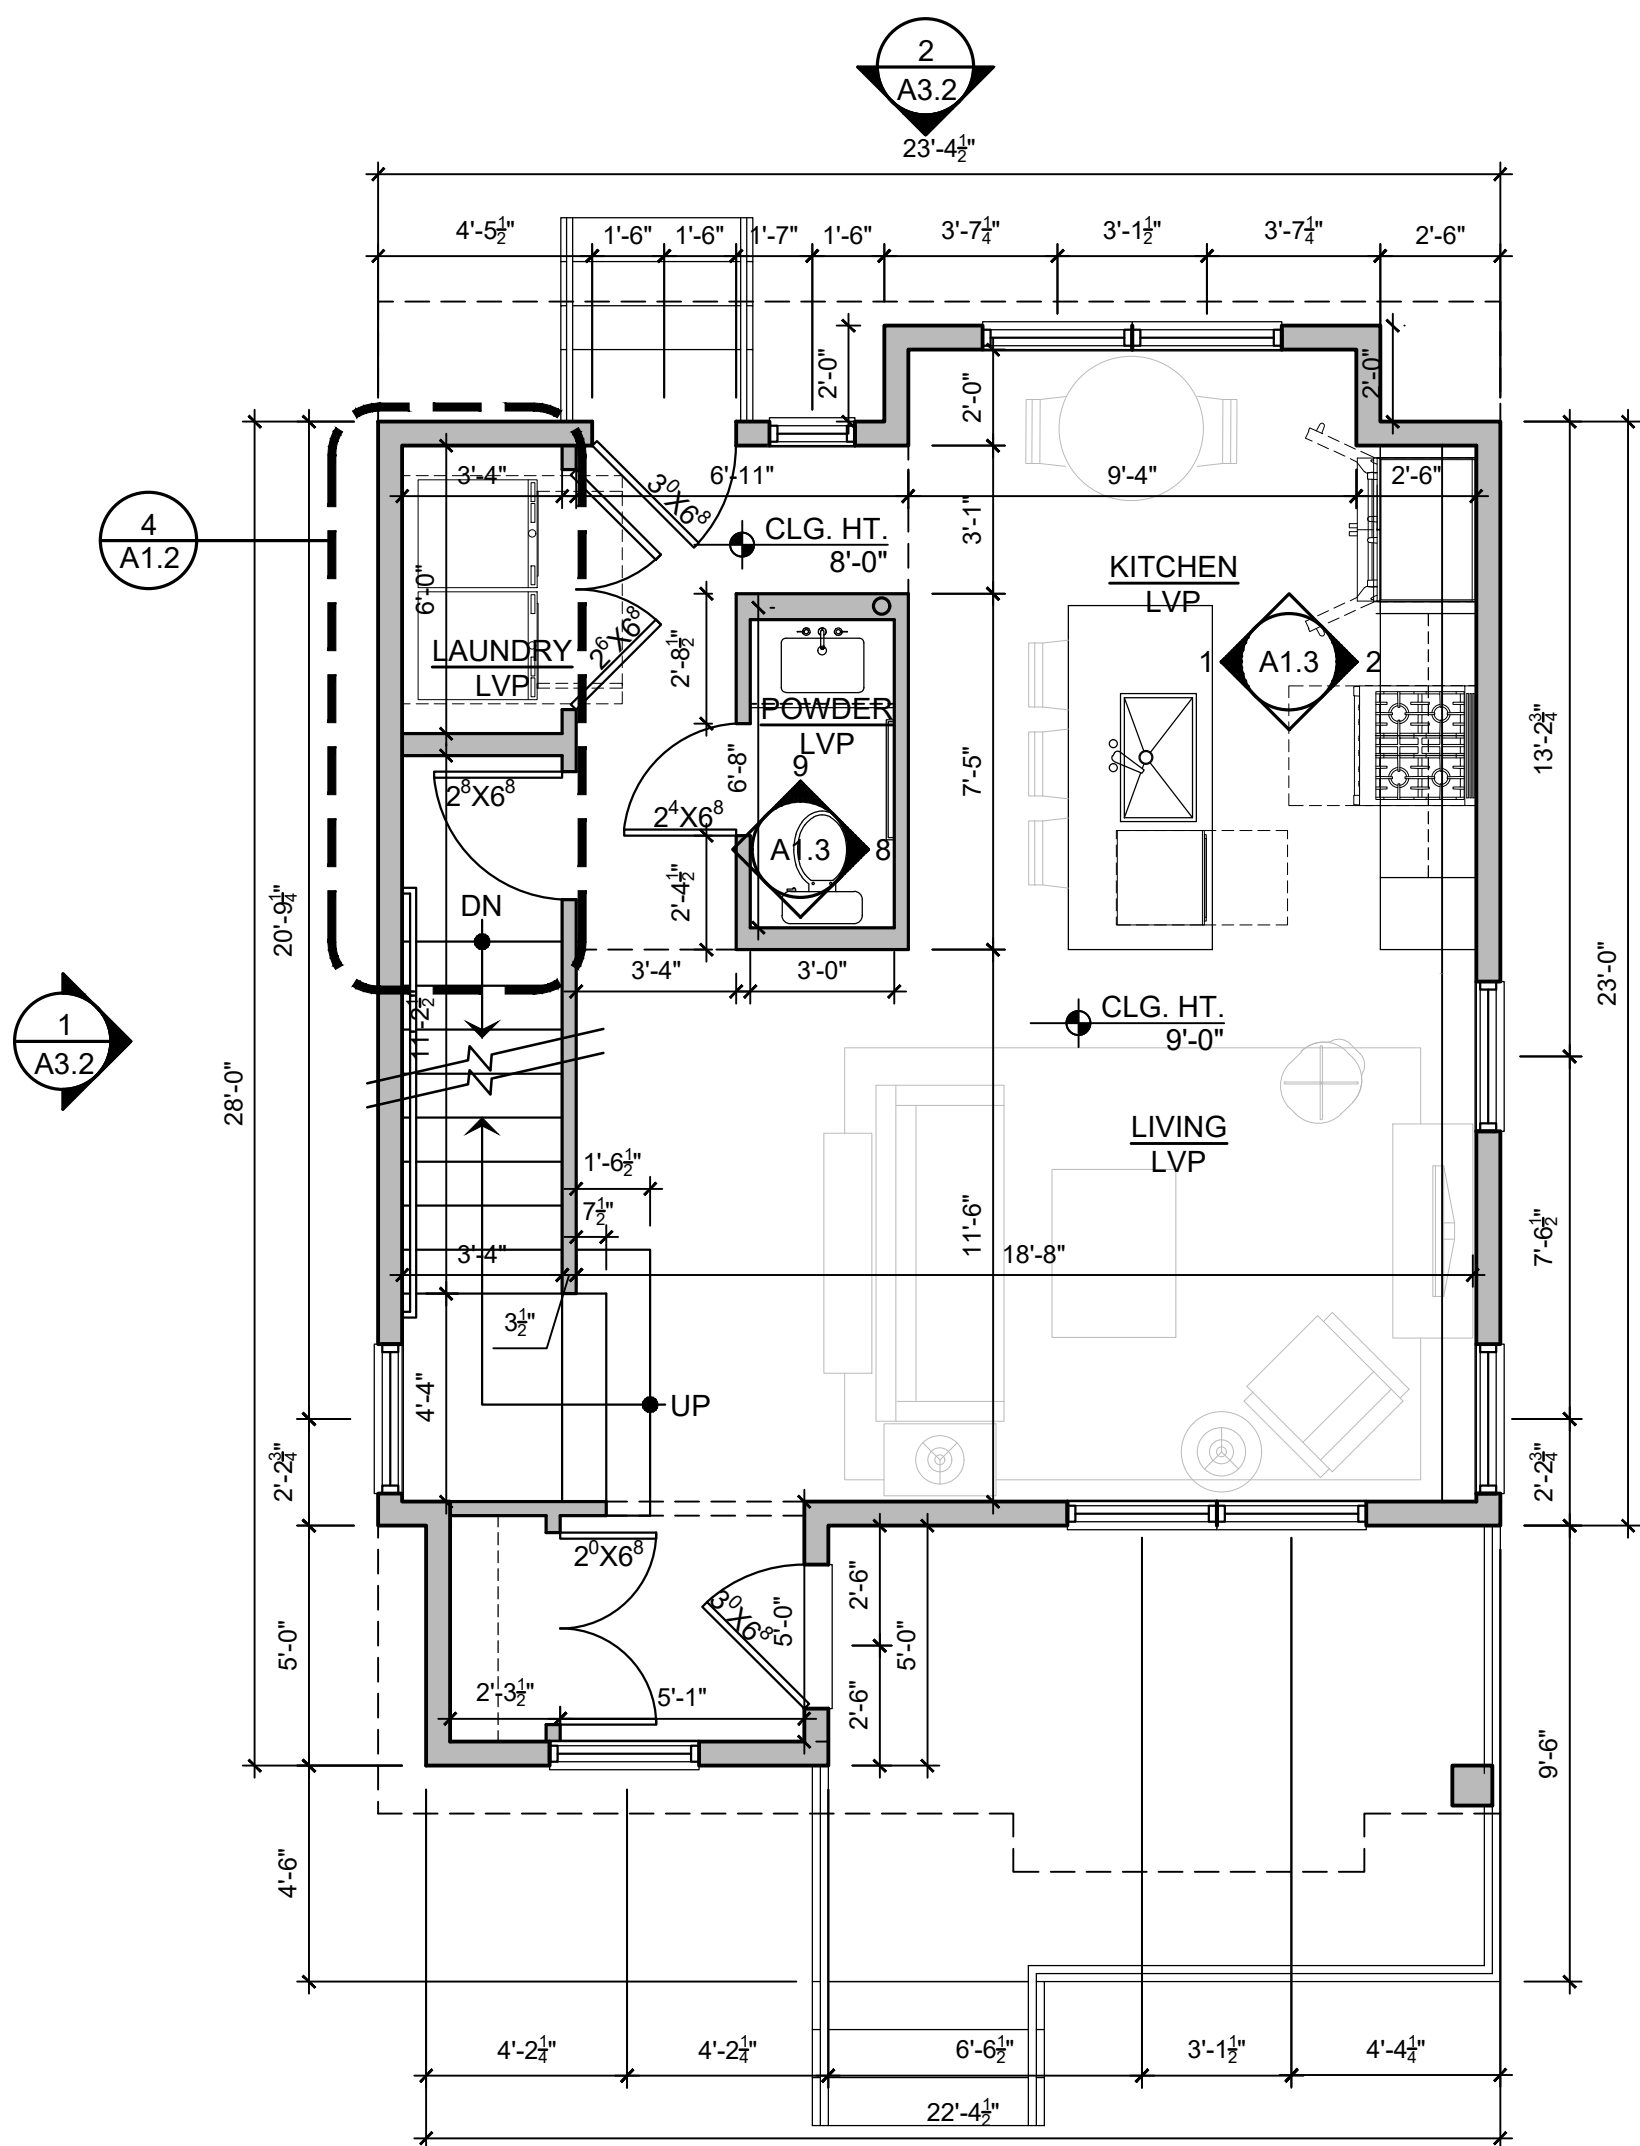 2
A3.2
23'-4½"
4'-5½" 1'-6" 1'-6" 1'-7" 1'-6" 3'-7¼" 3'-1½" 3'-7¼" 2'-6"
2'-0" 2'-0" 2'-0"
3'-4" 6'-11" 9'-4" 2'-6"
3⁰X6⁸
3'-1"
4
A1.2
CLG. HT.
8'-0"
KITCHEN
LVP
6'-0"
2⁶X6⁸
LAUNDRY
LVP
2'-8½"
1 A1.3 2
POWDER
LVP
9
6'-8"
7'-5"
13'-2¾"
2⁸X6⁸
2⁴X6⁸
A1.3 8
2'-4½"
DN
20'-9¼"
23'-0"
3'-4" 3'-0"
11'-2½"
CLG. HT.
9'-0"
1
A3.2
28'-0"
LIVING
LVP
1'-6½"
7½"
11'-6"
7'-6½"
3'-4" 18'-8"
3½"
4'-4"
UP
2'-2¾" 2'-2¾"
2⁰X6⁸
3⁰X6⁸
5'-0"
2'-6"
5'-0"
5'-0"
2'-6"
2'-3½" 5'-1"
9'-6"
4'-6"
4'-2¼" 4'-2¼" 6'-6½" 3'-1½" 4'-4¼"
22'-4½"